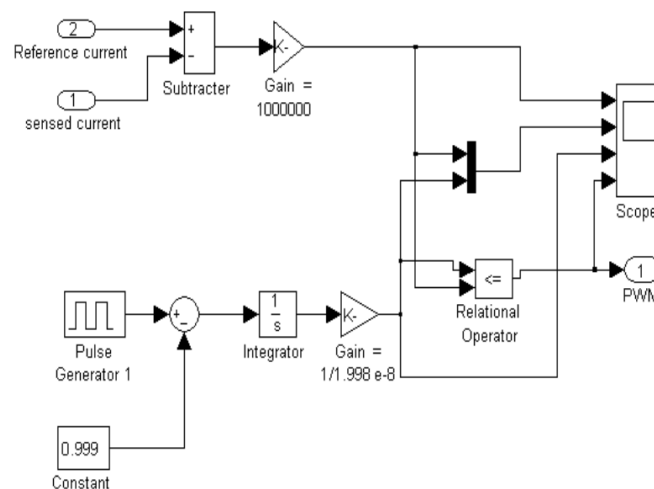 2
Reference current
+
−
Subtracter
1
sensed current
K-
Gain =
1000000
Scope
<=
Relational
Operator
1
PWM
Pulse
Generator 1
+
−
1
s
Integrator
K-
Gain =
1/1.998 e-8
0.999
Constant